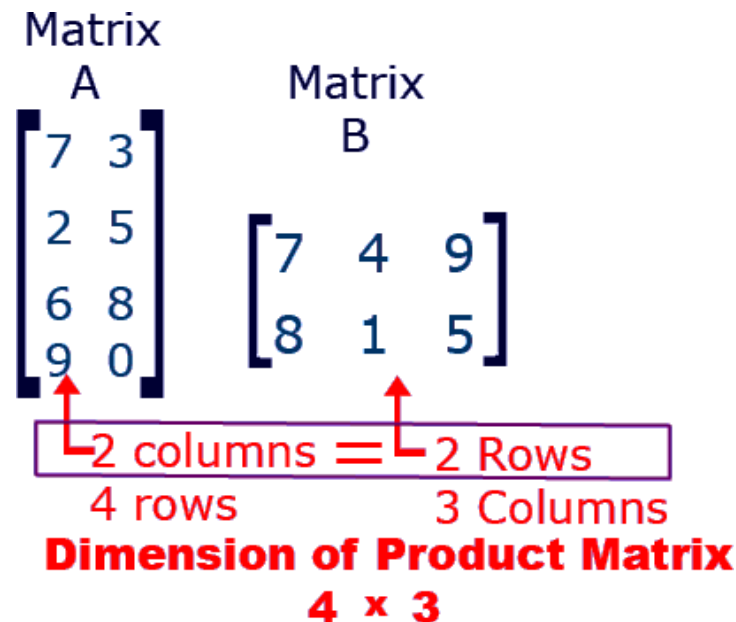 Matrix
A
Matrix
B
7 3
2 5
6 8
9 0
7 4 9
8 1 5
2 columns = 2 Rows
4 rows
3 Columns
Dimension of Product Matrix
4 x 3